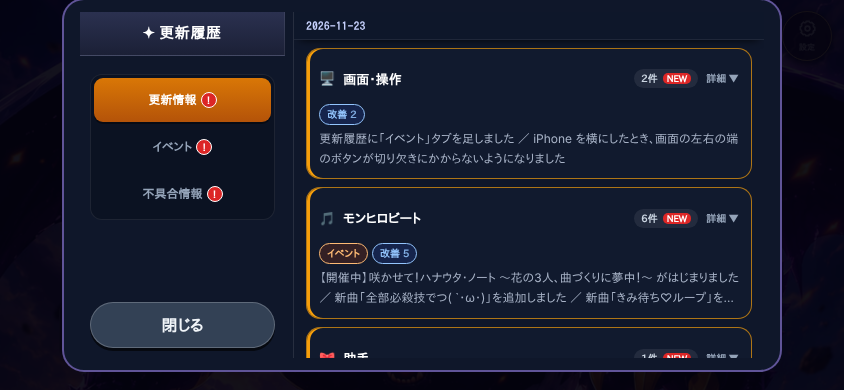 ✦ 更新履歴
更新情報 !
イベント !
不具合情報 !
閉じる
2026-11-23
画面・操作
2件 NEW 詳細 ▼
改善 2
更新履歴に「イベント」タブを足しました ／ iPhone を横にしたとき、画面の左右の端
のボタンが切り欠きにかからないようになりました
モンヒロビート
6件 NEW 詳細 ▼
イベント 改善 5
【開催中】咲かせて！ハナウタ・ノート ～花の3人、曲づくりに夢中！～ がはじまりました
／ 新曲「全部必殺技でつ( ´･ω･)」を追加しました ／ 新曲「きみ待ち♡ループ」を…
助手
1件 NEW 詳細 ▼